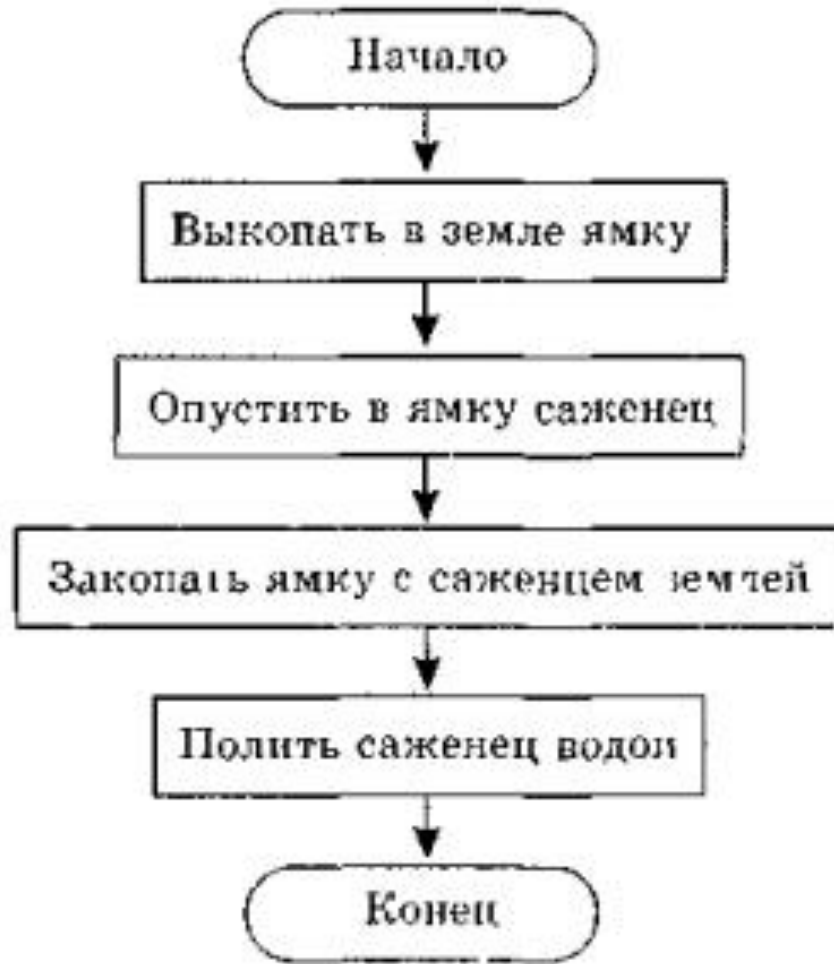 Начало
Выкопать в земле ямку
Опустить в ямку саженец
Закопать ямку с саженцем землей
Полить саженец водой
Конец